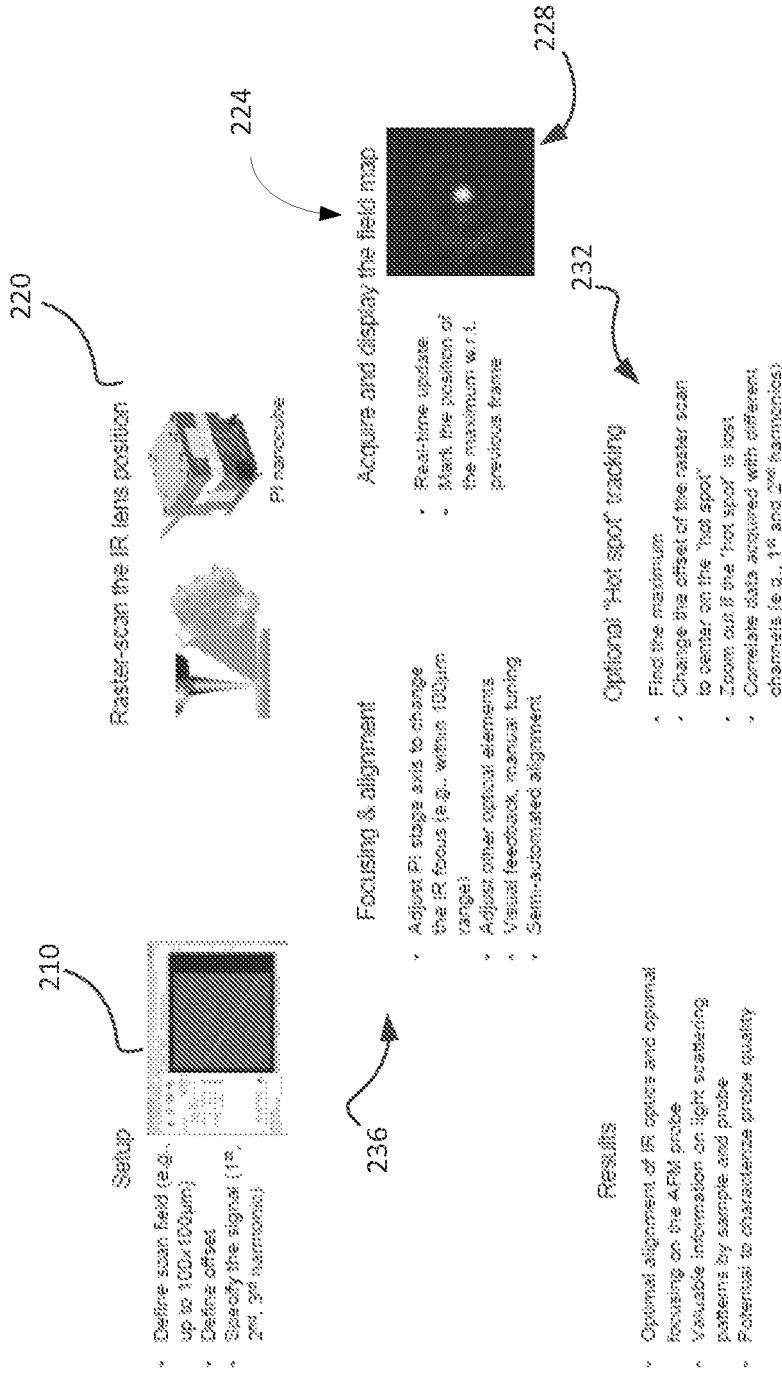 210
Setup
◦ Define scan field (e.g.,
up to 100x100μm)
◦ Define offset
◦ Specify the signal (1st,
2nd, 3rd harmonic)
220
Raster-scan the IR lens position
PI nanocube
224
Acquire and display the field map
◦ Real-time update
◦ Mark the position of
the maximum w.r.t.
previous frame
228
236
Focusing & alignment
◦ Adjust PI stage axis to change
the IR focus (e.g., within 100μm
range)
◦ Adjust other optical elements
◦ Visual feedback, manual tuning
◦ Semi-automated alignment
232
Optional "Hot spot" tracking
◦ Find the maximum
◦ Change the offset of the raster scan
to center on the "hot spot"
◦ Zoom out if the "hot spot" is lost
◦ Correlate data acquired with different
channels (e.g., 1st and 2nd harmonics)
Results
◦ Optimal alignment of IR optics and optimal
focusing on the AFM probe
◦ Valuable information on light scattering
patterns by sample and probe
◦ Potential to characterize probe quality